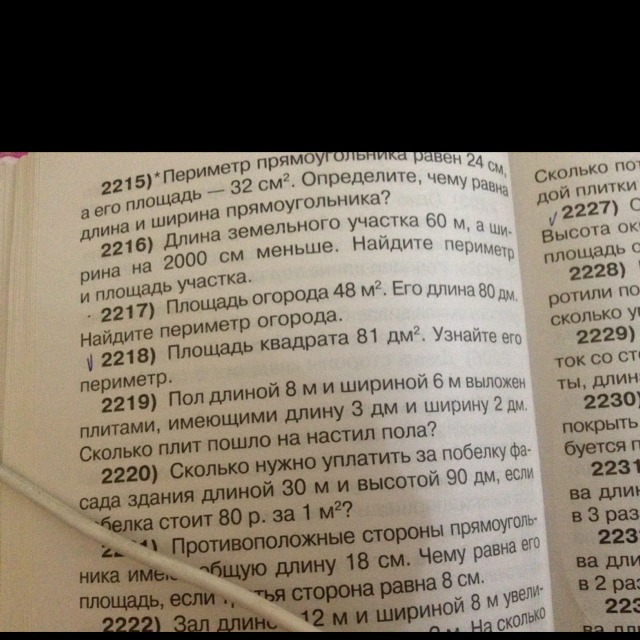 2215)*Периметр прямоугольника равен 24 см,
а его площадь — 32 см². Определите, чему равна
длина и ширина прямоугольника?
2216) Длина земельного участка 60 м, а ши-
рина на 2000 см меньше. Найдите периметр
и площадь участка.
2217) Площадь огорода 48 м². Его длина 80 дм.
Найдите периметр огорода.
2218) Площадь квадрата 81 дм². Узнайте его
периметр.
2219) Пол длиной 8 м и шириной 6 м выложен
плитами, имеющими длину 3 дм и ширину 2 дм.
Сколько плит пошло на настил пола?
2220) Сколько нужно уплатить за побелку фа-
сада здания длиной 30 м и высотой 90 дм, если
белка стоит 80 р. за 1 м²?
Противоположные стороны прямоуголь-
ника общую длину 18 см. Чему равна его
площадь, если сторона равна 8 см.
2222) Зал 12 м и шириной 8 м увели-
м. На сколько
Сколько
дой плитки
2227)
Высота
площадь
2228)
ротили
сколько
2229)
ток со
ты,
2230)
покрыть
буется
2231
ва
в 3 раз
223
ва
в 2
223
ва